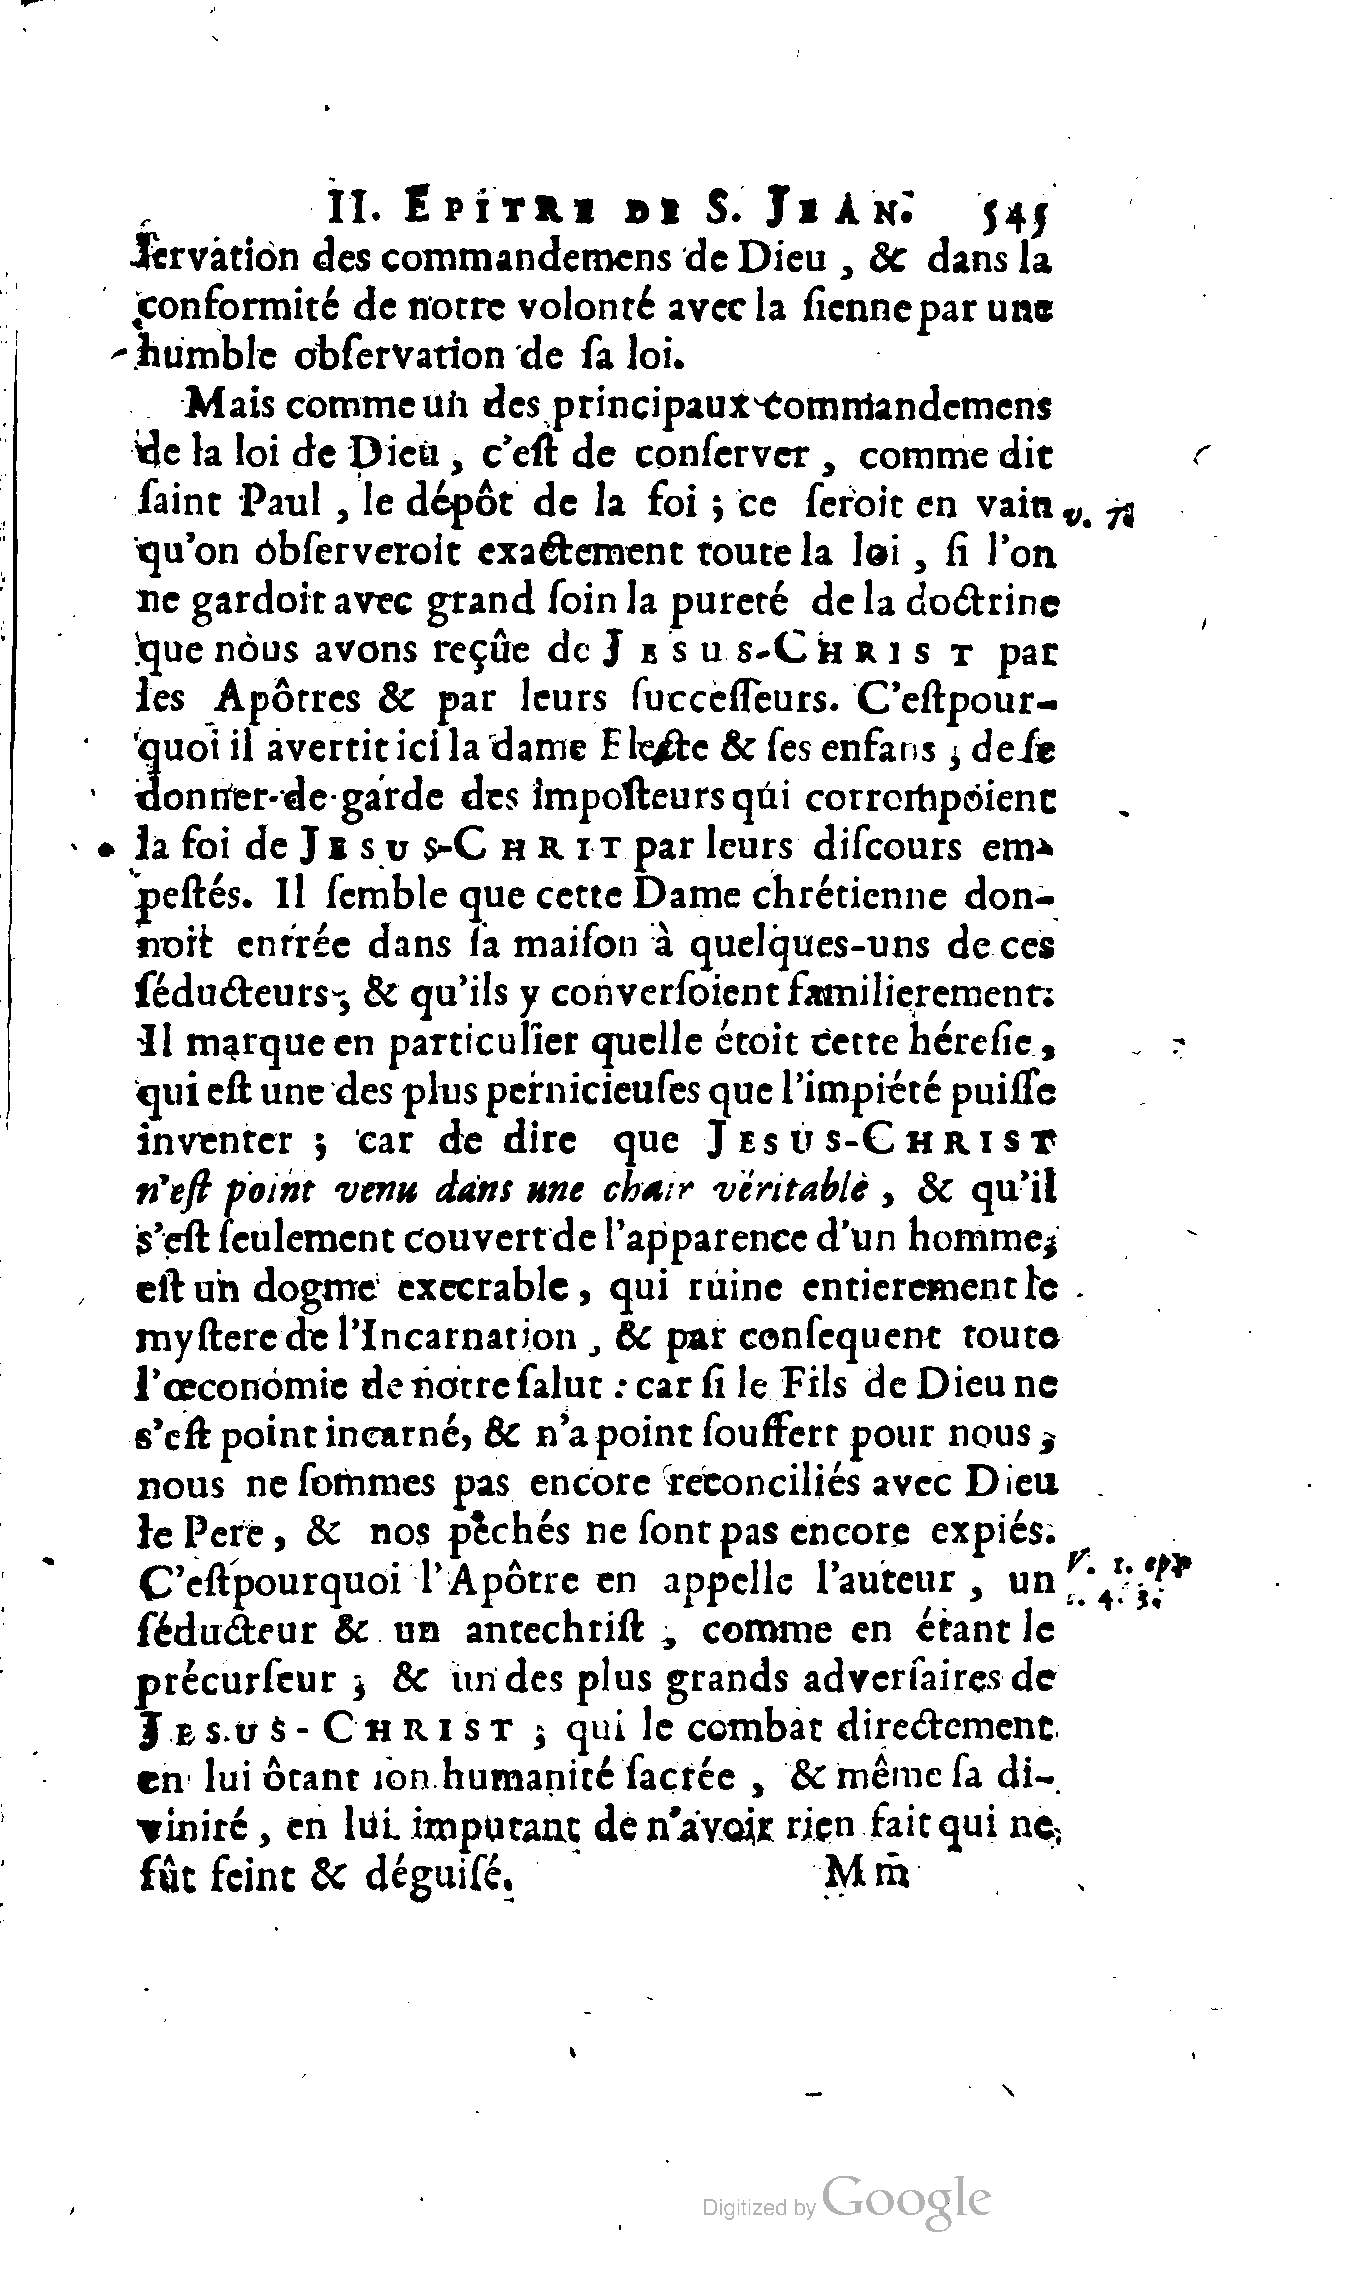 II. EPITRE DE S. JEAN. 545
ſervation des commandemens de Dieu, & dans la
conformité de notre volonté avec la ſienne par une
humble obſervation de ſa loi.
Mais comme un des principaux commandemens
de la loi de Dieu, c'eſt de conſerver, comme dit
ſaint Paul, le dépôt de la foi; ce ſeroit en vain
v. 7.
qu'on obſerveroit exactement toute la loi, ſi l'on
ne gardoit avec grand ſoin la pureté de la doctrine
que nous avons reçûe de JESUS-CHRIST par
les Apôtres & par leurs ſucceſſeurs. C'eſtpour-
quoi il avertit ici la dame Electe & ſes enfans, de ſe
donner-de-garde des impoſteurs qui corrompoient
la foi de JESUS-CHRIT par leurs diſcours em-
peſtés. Il ſemble que cette Dame chrétienne don-
noit entrée dans ſa maiſon à quelques-uns de ces
ſéducteurs, & qu'ils y converſoient familierement.
Il marque en particulier quelle étoit cette héreſie,
qui eſt une des plus pernicieuſes que l'impiété puiſſe
inventer; car de dire que JESUS-CHRIST
n'eſt point venu dans une chair véritable, & qu'il
s'eſt ſeulement couvert de l'apparence d'un homme,
eſt un dogme execrable, qui ruine entierement le
myſtere de l'Incarnation, & par conſequent toute
l'œconomie de notre ſalut : car ſi le Fils de Dieu ne
s'eſt point incarné, & n'a point ſouffert pour nous,
nous ne ſommes pas encore reconciliés avec Dieu
le Pere, & nos pêchés ne ſont pas encore expiés.
C'eſtpourquoi l'Apôtre en appelle l'auteur, un
V. 1. ep.
1. 4. 3.
ſéducteur & un antechriſt, comme en étant le
précurſeur; & un des plus grands adverſaires de
JESUS-CHRIST; qui le combat directement
en lui ôtant ſon humanité ſacrée, & même ſa di-
vinité, en lui imputant de n'avoir rien fait qui ne
fût feint & déguiſé. Mm
Digitized by Google